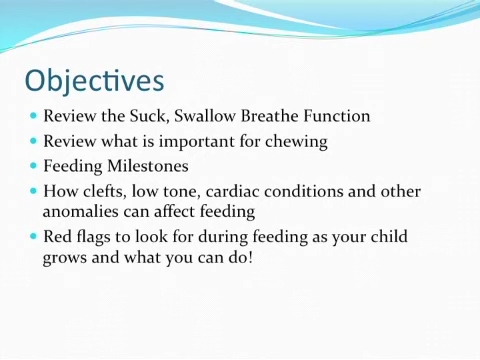 Objectives
Review the Suck, Swallow Breathe Function
Review what is important for chewing
Feeding Milestones
How clefts, low tone, cardiac conditions and other
anomalies can affect feeding
Red flags to look for during feeding as your child
grows and what you can do!